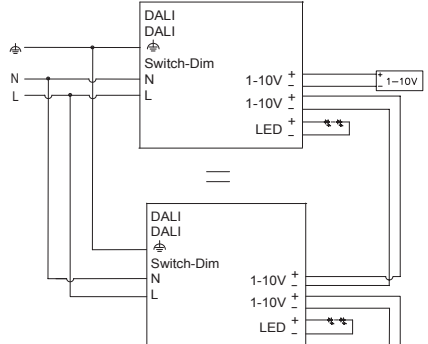 DALI
DALI
Switch-Dim
N
N
1-10V + -
+ - 1-10V
L
L
1-10V + -
LED + -
DALI
DALI
Switch-Dim
N
1-10V + -
L
1-10V + -
LED + -